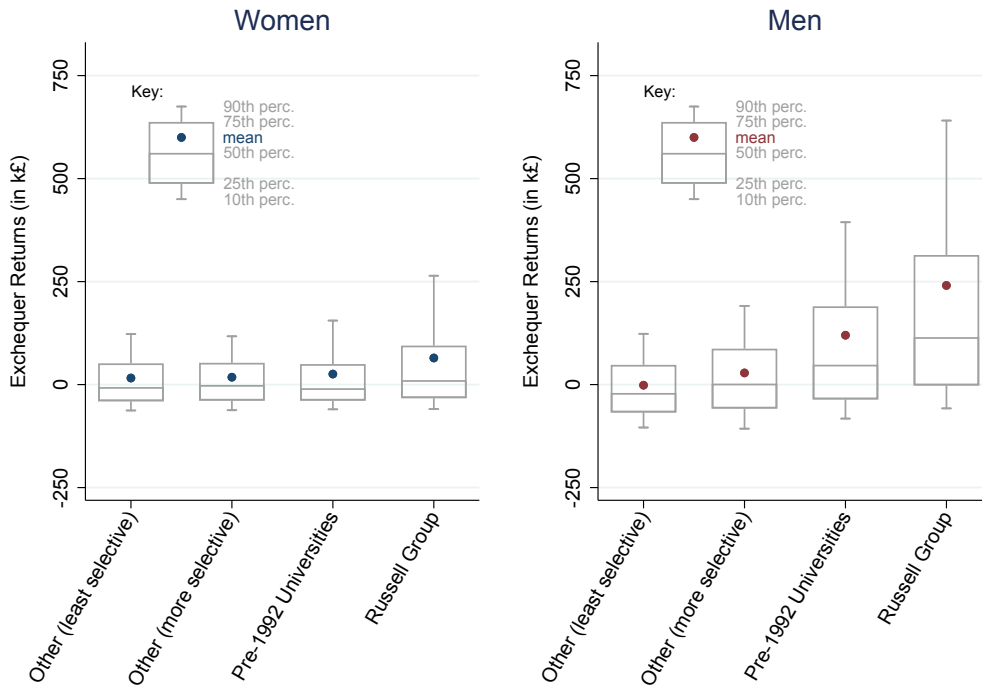 Women
Exchequer Returns (in k£)
750
500
250
0
-250
Key:
90th perc.
75th perc.
mean
50th perc.
25th perc.
10th perc.
Other (least selective)
Other (more selective)
Pre-1992 Universities
Russell Group
Men
Exchequer Returns (in k£)
750
500
250
0
-250
Key:
90th perc.
75th perc.
mean
50th perc.
25th perc.
10th perc.
Other (least selective)
Other (more selective)
Pre-1992 Universities
Russell Group